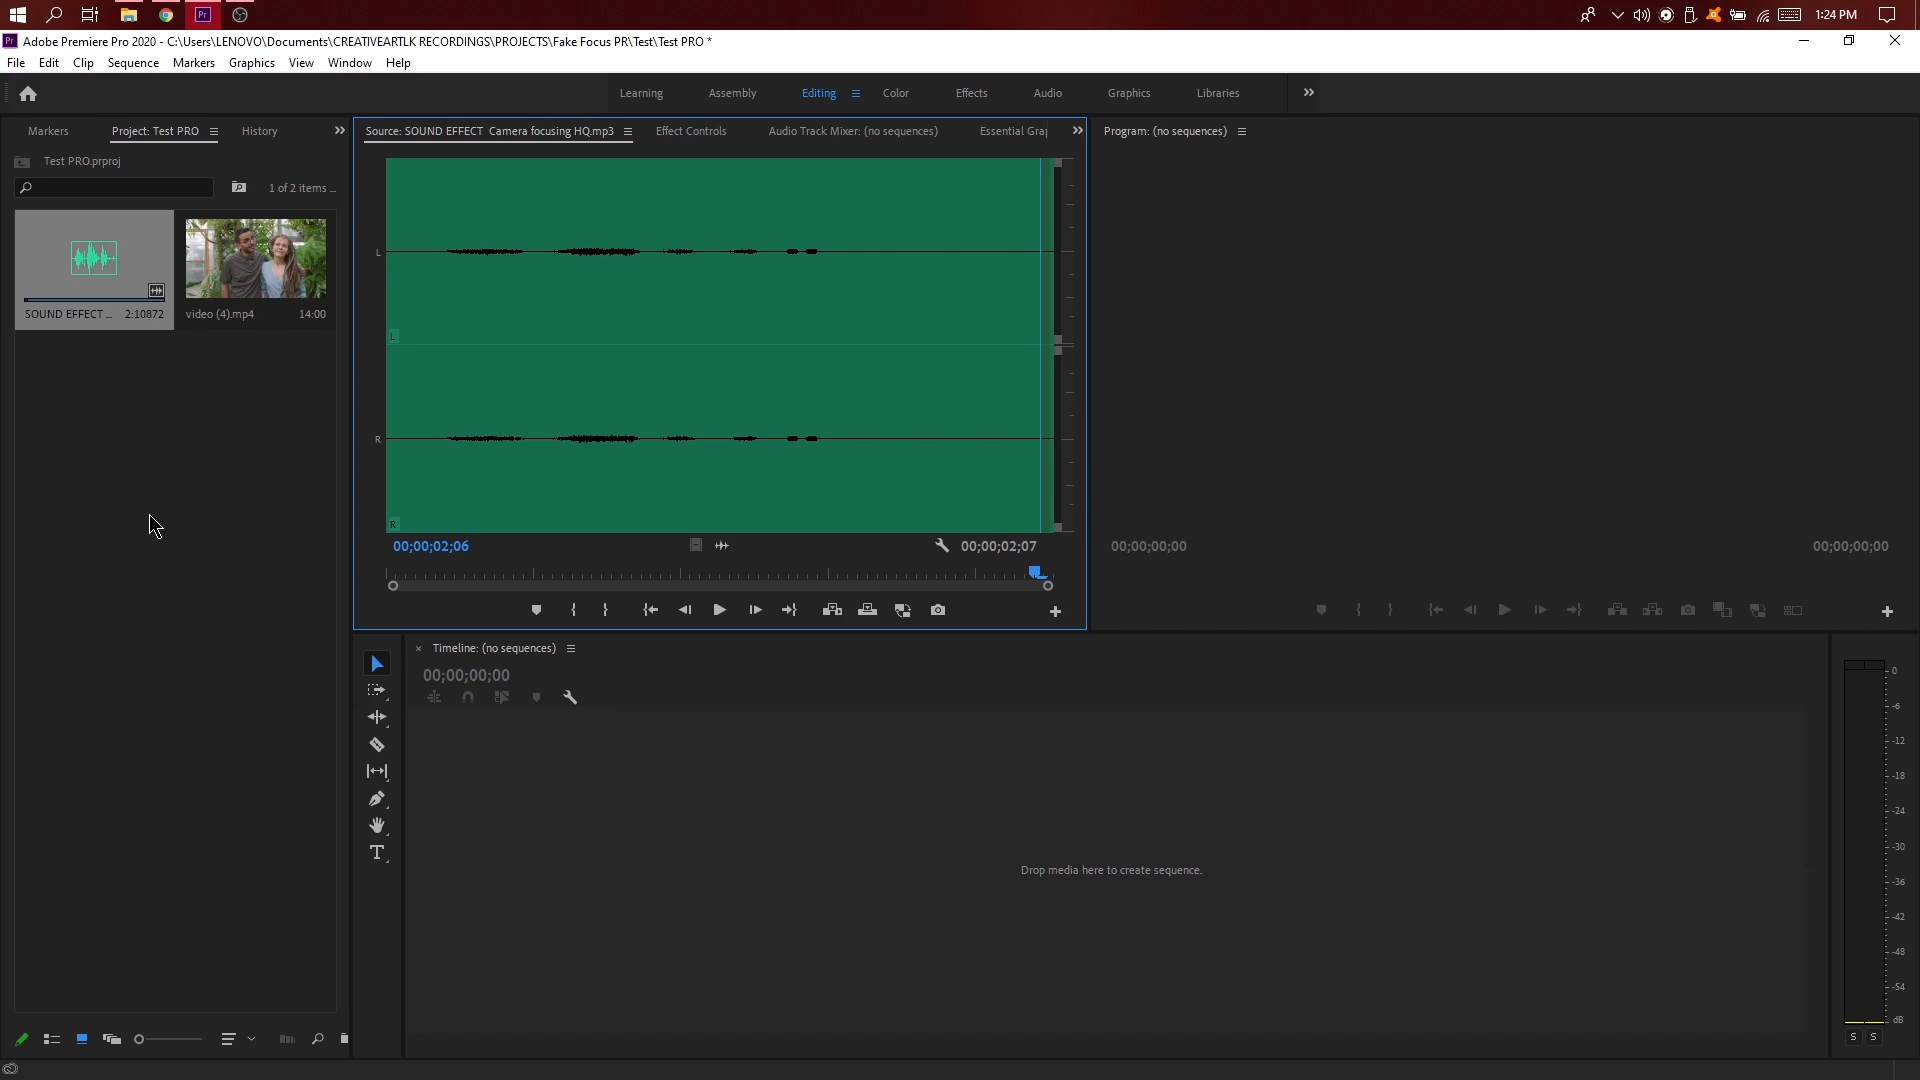 1:24 PM
Adobe Premiere Pro 2020 - C:\Users\LENOVO\Documents\CREATIVEARTLK RECORDINGS\PROJECTS\Fake Focus PR\Test\Test PRO *
File Edit Clip Sequence Markers Graphics View Window Help
Learning Assembly Editing Color Effects Audio Graphics Libraries
Markers Project: Test PRO History
Source: SOUND EFFECT Camera focusing HQ.mp3 Effect Controls Audio Track Mixer: (no sequences) Essential Gra
Program: (no sequences)
Test PRO.prproj
1 of 2 items ...
SOUND EFFECT ... 2:10872
video (4).mp4 14:00
L
L
R
R
00;00;02;06
00;00;02;07
00;00;00;00
00;00;00;00
Timeline: (no sequences)
00;00;00;00
Drop media here to create sequence.
0
-6
-12
-18
-24
-30
-36
-42
-48
-54
dB
S S